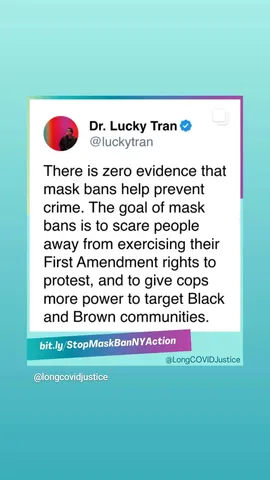 Dr. Lucky Tran
@luckytran
There is zero evidence that
mask bans help prevent
crime. The goal of mask
bans is to scare people
away from exercising their
First Amendment rights to
protest, and to give cops
more power to target Black
and Brown communities.
bit.ly/StopMaskBanNYAction
@LongCOVIDJustice
@longcovidjustice